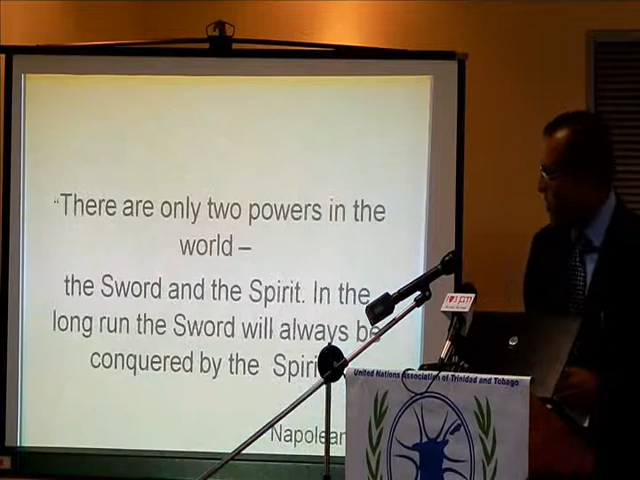 “There are only two powers in the
world –
the Sword and the Spirit. In the
long run the Sword will always be
conquered by the Spiri
Napolean
United Nations Association of Trinidad and Tobago